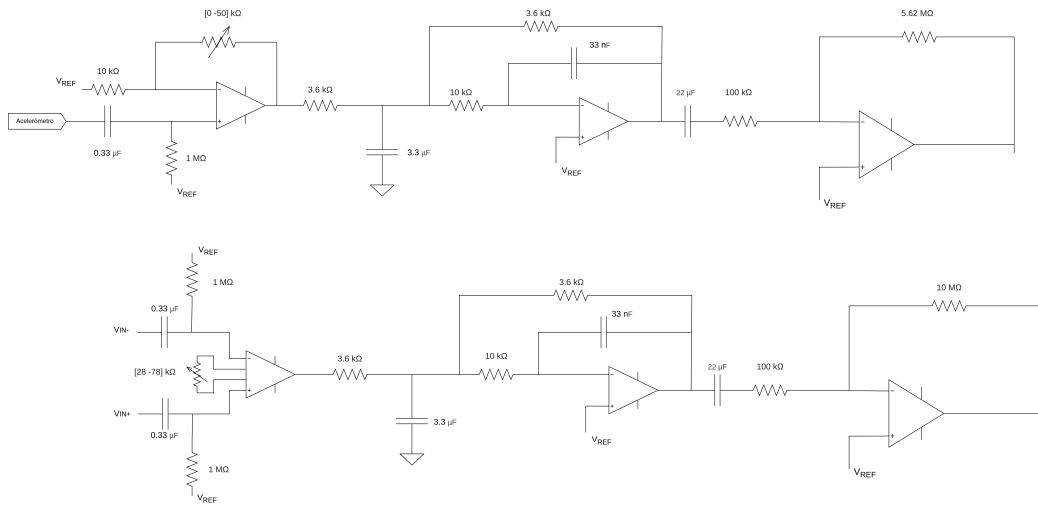 [0 -50] kΩ
3.6 kΩ
5.62 MΩ
33 nF
10 kΩ
VREF
3.6 kΩ
10 kΩ
22 µF
100 kΩ
Acelerómetro
0.33 µF
1 MΩ
3.3 µF
VREF
VREF
VREF
VREF
1 MΩ
3.6 kΩ
10 MΩ
0.33 µF
33 nF
VIN-
3.6 kΩ
10 kΩ
22 µF
100 kΩ
[28 -78] kΩ
VIN+
0.33 µF
3.3 µF
VREF
1 MΩ
VREF
VREF